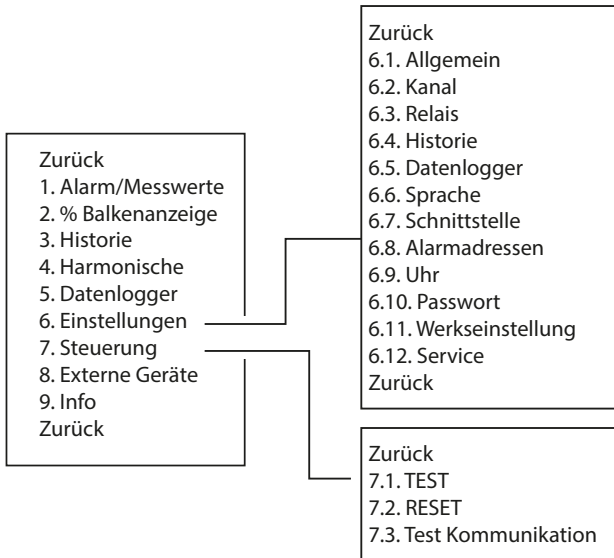 Zurück
1. Alarm/Messwerte
2. % Balkenanzeige
3. Historie
4. Harmonische
5. Datenlogger
6. Einstellungen
7. Steuerung
8. Externe Geräte
9. Info
Zurück
Zurück
6.1. Allgemein
6.2. Kanal
6.3. Relais
6.4. Historie
6.5. Datenlogger
6.6. Sprache
6.7. Schnittstelle
6.8. Alarmadressen
6.9. Uhr
6.10. Passwort
6.11. Werkseinstellung
6.12. Service
Zurück
Zurück
7.1. TEST
7.2. RESET
7.3. Test Kommunikation